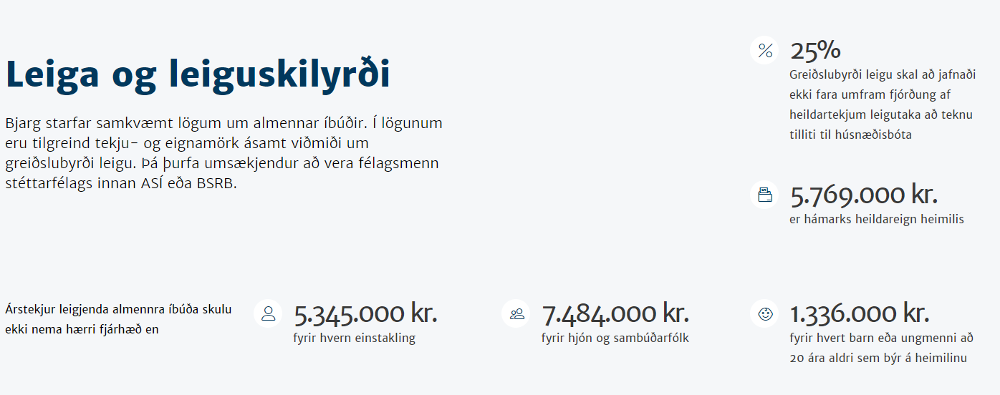 Leiga og leiguskilyrði
Bjarg starfar samkvæmt lögum um almennar íbúðir. Í lögunum
eru tilgreind tekju- og eignamörk ásamt viðmiði um
greiðslubyrði leigu. Þá þurfa umsækjendur að vera félagsmenn
stéttarfélags innan ASÍ eða BSRB.
25%
Greiðslubyrði leigu skal að jafnaði
ekki fara umfram fjórðung af
heildartekjum leigutaka að teknu
tilliti til húsnæðisbóta
5.769.000 kr.
er hámarks heildareign heimilis
Árstekjur leigjenda almennra íbúða skulu
ekki nema hærri fjárhæð en
5.345.000 kr.
fyrir hvern einstakling
7.484.000 kr.
fyrir hjón og sambúðarfólk
1.336.000 kr.
fyrir hvert barn eða ungmenni að
20 ára aldri sem býr á heimilinu